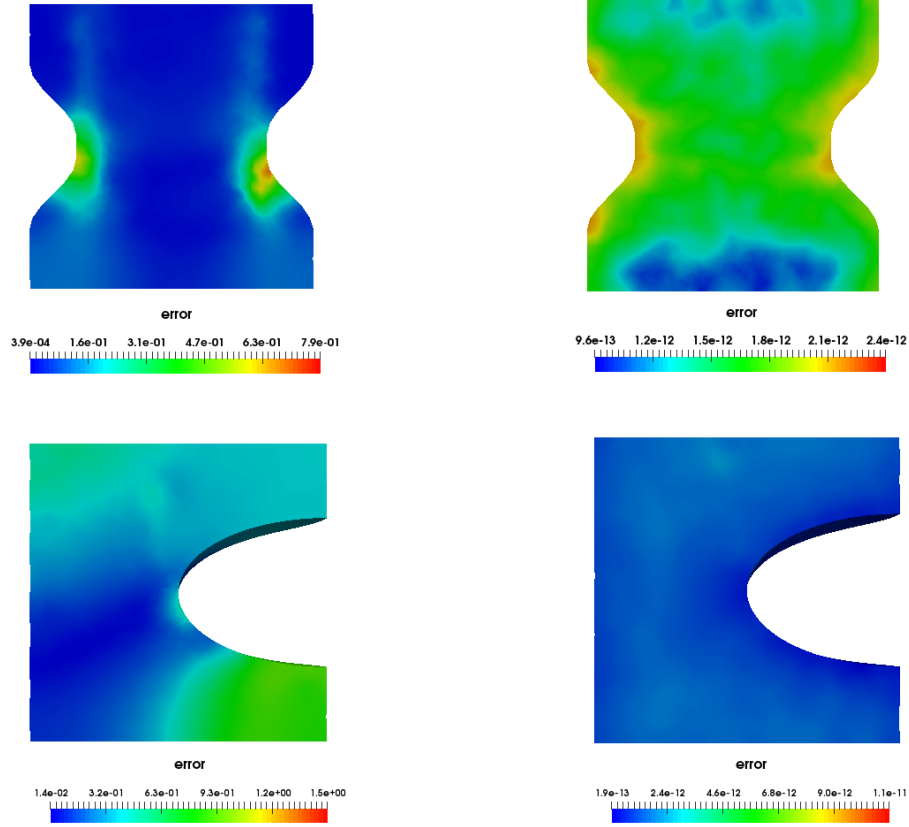 error
3.9e-04 1.6e-01 3.1e-01 4.7e-01 6.3e-01 7.9e-01
error
9.6e-13 1.2e-12 1.5e-12 1.8e-12 2.1e-12 2.4e-12
error
1.4e-02 3.2e-01 6.3e-01 9.3e-01 1.2e+00 1.5e+00
error
1.9e-13 2.4e-12 4.6e-12 6.8e-12 9.0e-12 1.1e-11